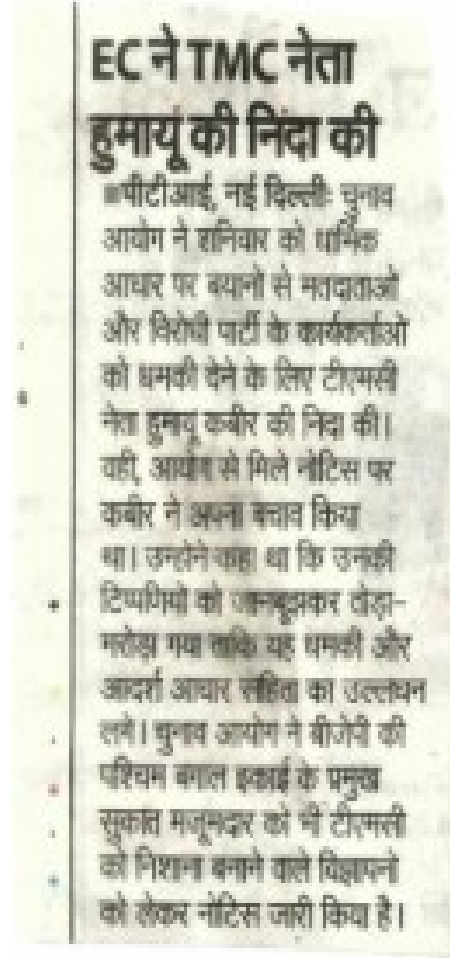 EC ने TMC नेता
हुमायूं की निंदा की
■पीटीआई, नई दिल्ली: चुनाव
आयोग ने शनिवार को धार्मिक
आधार पर बयानों से मतदाताओं
और विरोधी पार्टी के कार्यकर्ताओं
को धमकी देने के लिए टीएमसी
नेता हुमायूं कबीर की निंदा की।
वहीं, आयोग से मिले नोटिस पर
कबीर ने अपना बचाव किया
था। उन्होंने कहा था कि उनकी
टिप्पणियों को जानबूझकर तोड़ा-
मरोड़ा गया ताकि यह धमकी और
आदर्श आचार संहिता का उल्लंघन
लगे। चुनाव आयोग ने बीजेपी की
पश्चिम बंगाल इकाई के प्रमुख
सुकांत मजूमदार को भी टीएमसी
को निशाना बनाने वाले विज्ञापनों
को लेकर नोटिस जारी किया है।